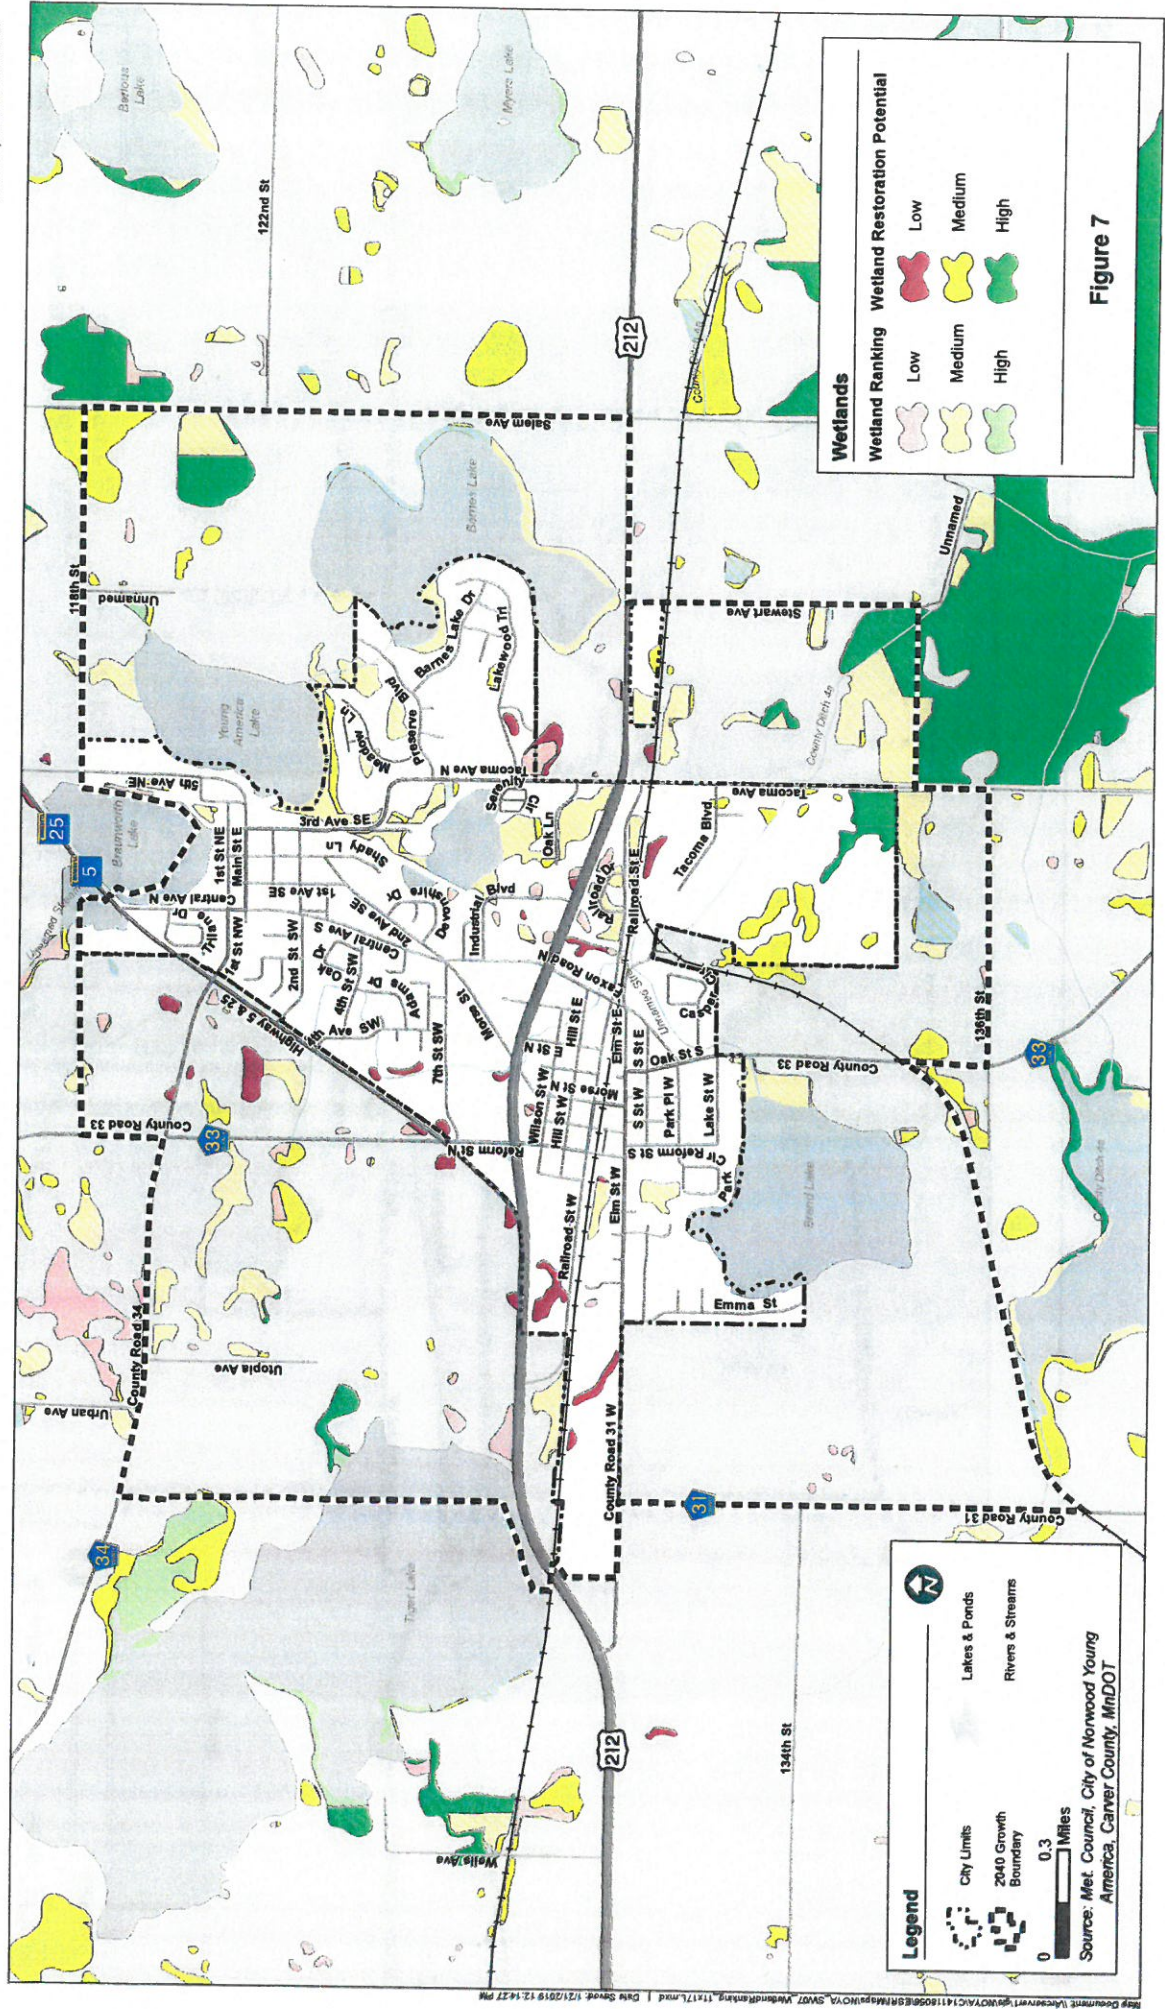 Wetlands
Wetland Ranking
Wetland Restoration Potential
Low
Low
Medium
Medium
High
High
Figure 7
Legend
City Limits
Lakes & Ponds
2040 Growth
Boundary
Rivers & Streams
0
0.3
Miles
N
Source: Met. Council, City of Norwood Young
America, Carver County, MnDOT
34
County Road 34
Urban Ave
Utopia Ave
33
County Road 33
Highway 5 & 25
5
25
Braunworth
Lake
118th St
Unnamed
5th Ave NE
Young
America
Lake
Salem Ave
122nd St
Barlous
Lake
Myers Lake
Barnes Lake
Central Ave N
1st St NE
Main St E
1st St NW
2nd St SW
1st Ave SE
3rd Ave SE
Shady Ln
2nd Ave SE
Central Ave S
4th St SW
Oak Dr
Adams Dr
7th St SW
Morse St
Devonshire Dr
Industrial Blvd
Oak Ln
Serenity Cir
Tacoma Ave N
Meadow Ln
Preserve Blvd
Barnes Lake Dr
Lakewood Trl
Tiger Lake
Wells Ave
212
212
Reform St N
Wilson St W
Hill St W
Morse St N
Hill St E
Elm St E
Railroad Dr
Railroad St E
Railroad St W
Elm St W
S St W
S St E
Park Pl W
Lake St W
Oak St S
Reform St S
Park Cir
Emma St
Brand Lake
Tacoma Blvd
Tacoma Ave
Stewart Ave
County Ditch 4a
Unnamed
County Road 31 W
31
County Road 31
134th St
County Road 33
33
136th St